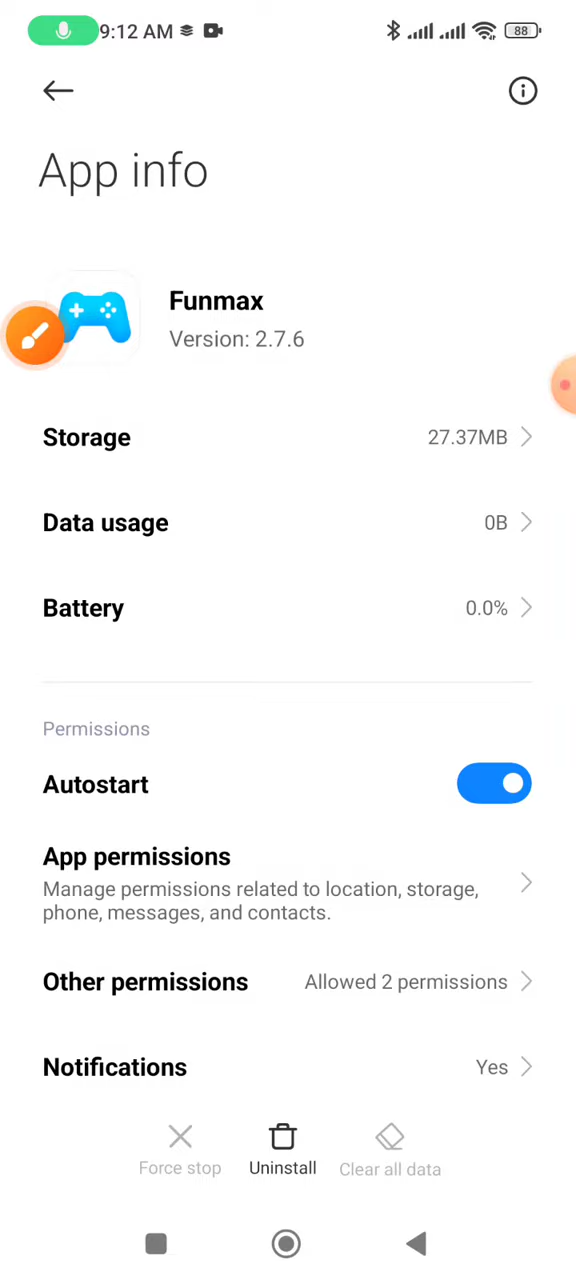 9:12 AM
88
App info
Funmax
Version: 2.7.6
Storage 27.37MB
Data usage 0B
Battery 0.0%
Permissions
Autostart
App permissions
Manage permissions related to location, storage,
phone, messages, and contacts.
Other permissions Allowed 2 permissions
Notifications Yes
Force stop Uninstall Clear all data